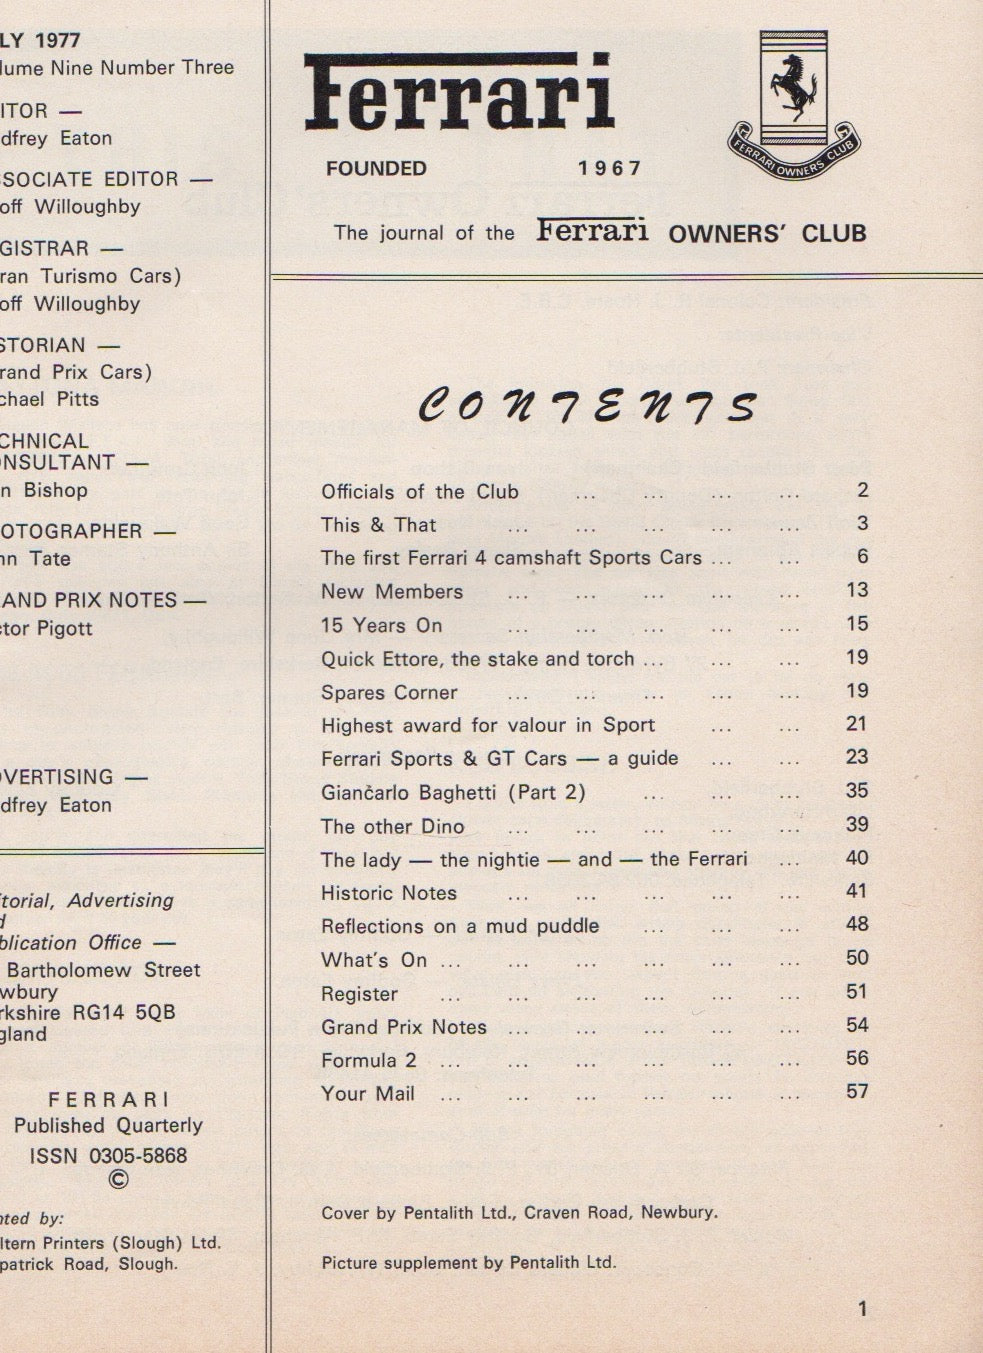 LY 1977
lume Nine Number Three
ITOR —
dfrey Eaton
SSOCIATE EDITOR —
off Willoughby
GISTRAR —
ran Turismo Cars)
off Willoughby
STORIAN —
rand Prix Cars)
chael Pitts
CHNICAL
ONSULTANT —
n Bishop
OTOGRAPHER —
hn Tate
AND PRIX NOTES —
ctor Pigott
VERTISING —
dfrey Eaton
itorial, Advertising
d
blication Office —
Bartholomew Street
wbury
rkshire RG14 5QB
gland
FERRARI
Published Quarterly
ISSN 0305-5868
©
nted by:
ltern Printers (Slough) Ltd.
patrick Road, Slough.
Ferrari
FERRARI OWNERS' CLUB
FOUNDED 1967
The journal of the Ferrari OWNERS' CLUB
CONTENTS
Officials of the Club ... ... ... ... 2
This & That ... ... ... ... ... 3
The first Ferrari 4 camshaft Sports Cars ... ... 6
New Members ... ... ... ... ... 13
15 Years On ... ... ... ... ... 15
Quick Ettore, the stake and torch ... ... ... 19
Spares Corner ... ... ... ... ... 19
Highest award for valour in Sport ... ... 21
Ferrari Sports & GT Cars — a guide ... ... 23
Giančarlo Baghetti (Part 2) ... ... ... 35
The other Dino ... ... ... ... ... 39
The lady — the nightie — and — the Ferrari ... 40
Historic Notes ... ... ... ... ... 41
Reflections on a mud puddle ... ... ... 48
What's On ... ... ... ... ... ... 50
Register ... ... ... ... ... ... 51
Grand Prix Notes ... ... ... ... ... 54
Formula 2 ... ... ... ... ... ... 56
Your Mail ... ... ... ... ... ... 57
Cover by Pentalith Ltd., Craven Road, Newbury.
Picture supplement by Pentalith Ltd.
1